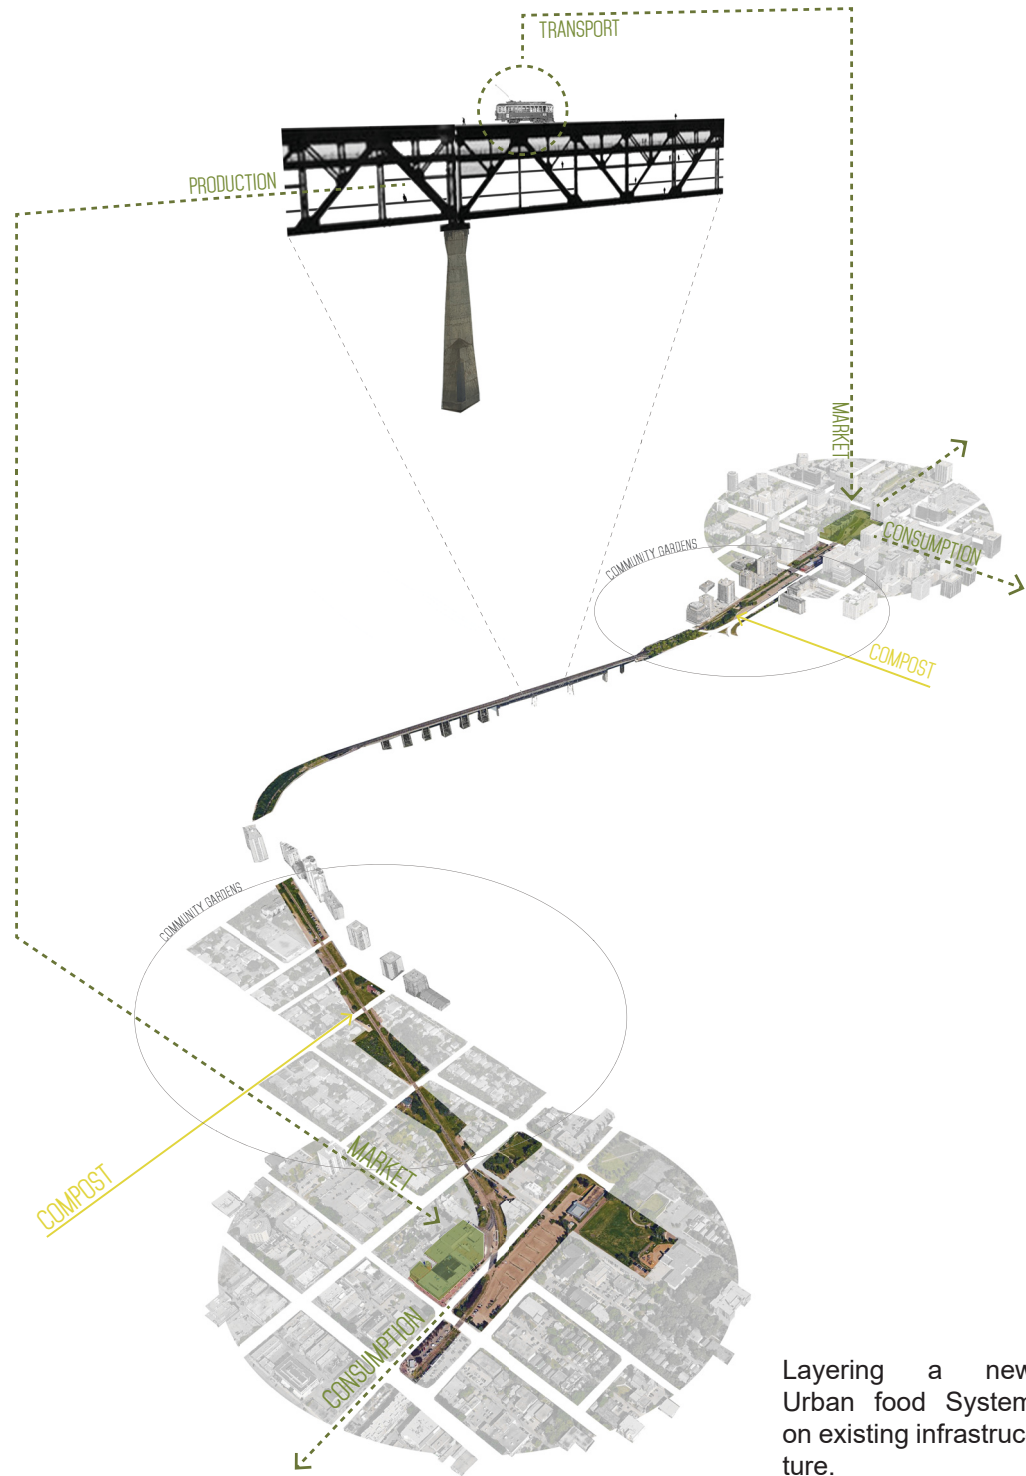 TRANSPORT
PRODUCTION
MARKET
CONSUMPTION
COMMUNITY GARDENS
COMPOST
COMMUNITY GARDENS
MARKET
COMPOST
CONSUMPTION
Layering a new
Urban food System
on existing infrastruc
ture.